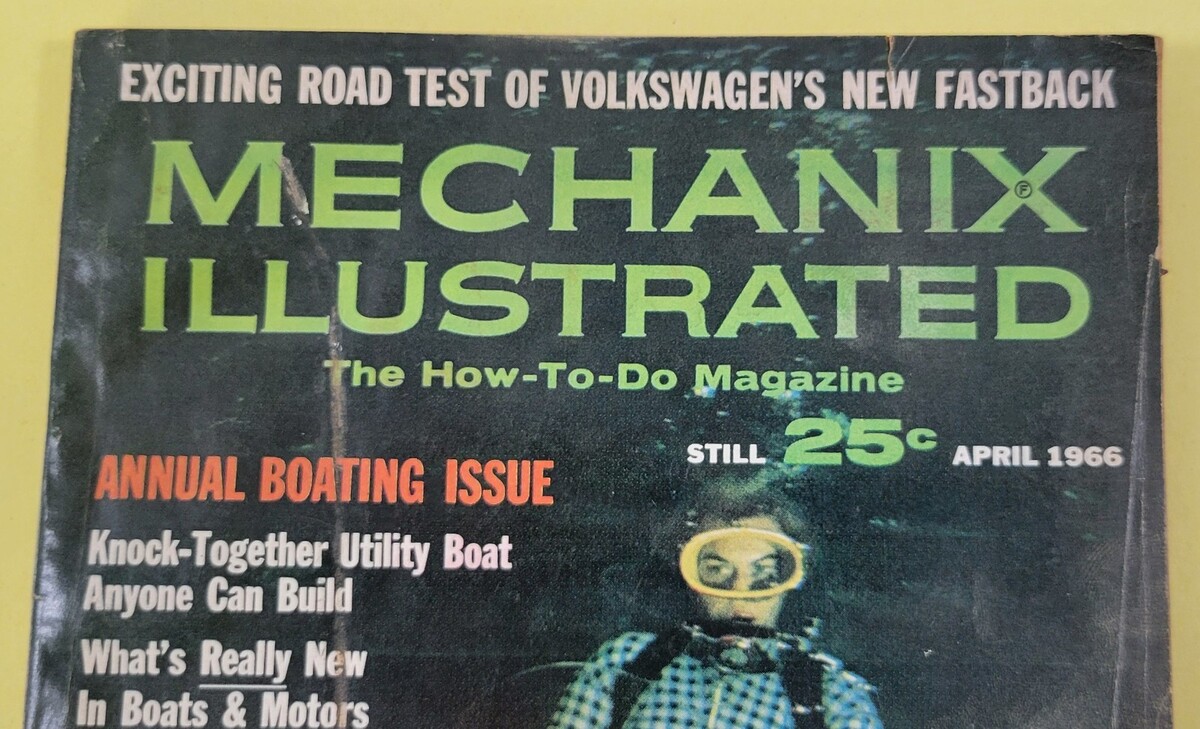 EXCITING ROAD TEST OF VOLKSWAGEN'S NEW FASTBACK
MECHANIX
ILLUSTRATED
The How-To-Do Magazine
STILL 25c APRIL 1966
ANNUAL BOATING ISSUE
Knock-Together Utility Boat
Anyone Can Build
What's Really New
In Boats & Motors